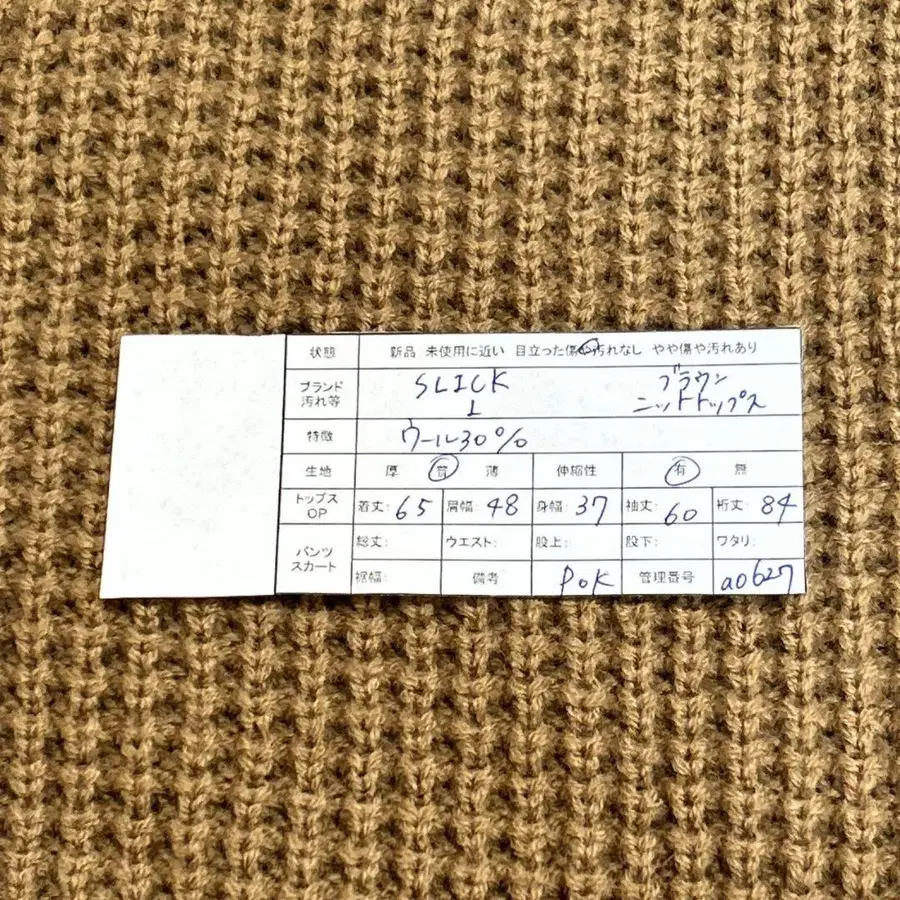 状態 新品 未使用に近い 目立った傷や汚れなし やや傷や汚れあり
ブランド 汚れ等 SLICK ブラウン
L ニットトップス
特徴 ウール30%
生地 厚 普 薄 伸縮性 有 無
トップス OP 着丈: 65 肩幅: 48 身幅: 37 袖丈: 60 裄丈: 84
パンツ スカート 総丈: ウエスト: 股上: 股下: ワタリ:
裾幅: 備考 POK 管理番号 a0627